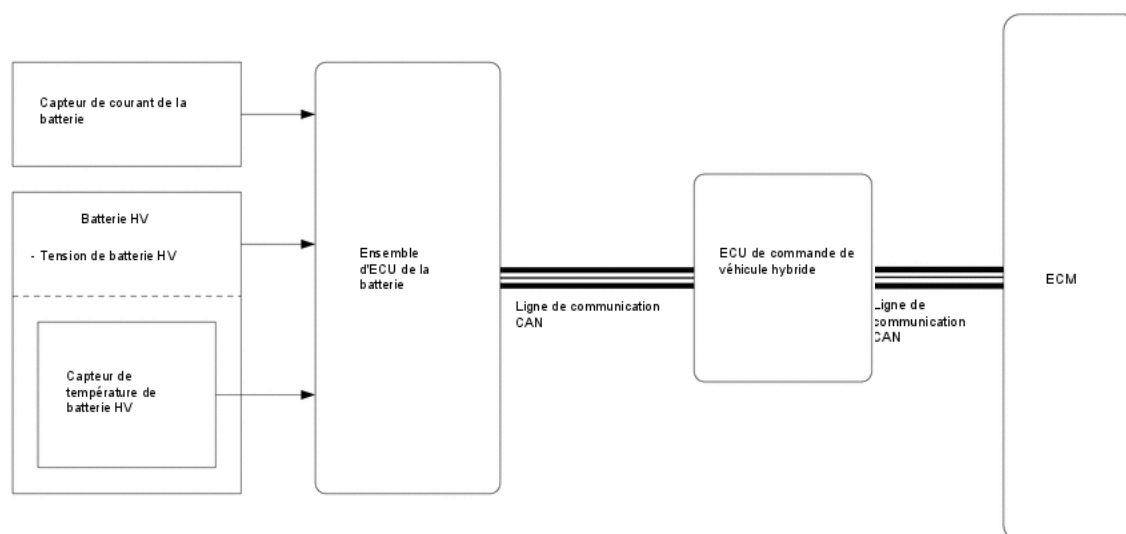 Capteur de courant de la
batterie
Batterie HV
- Tension de batterie HV
Capteur de
température de
batterie HV
Ensemble
d'ECU de la
batterie
Ligne de communication
CAN
ECU de commande de
véhicule hybride
Ligne de
communication
CAN
ECM